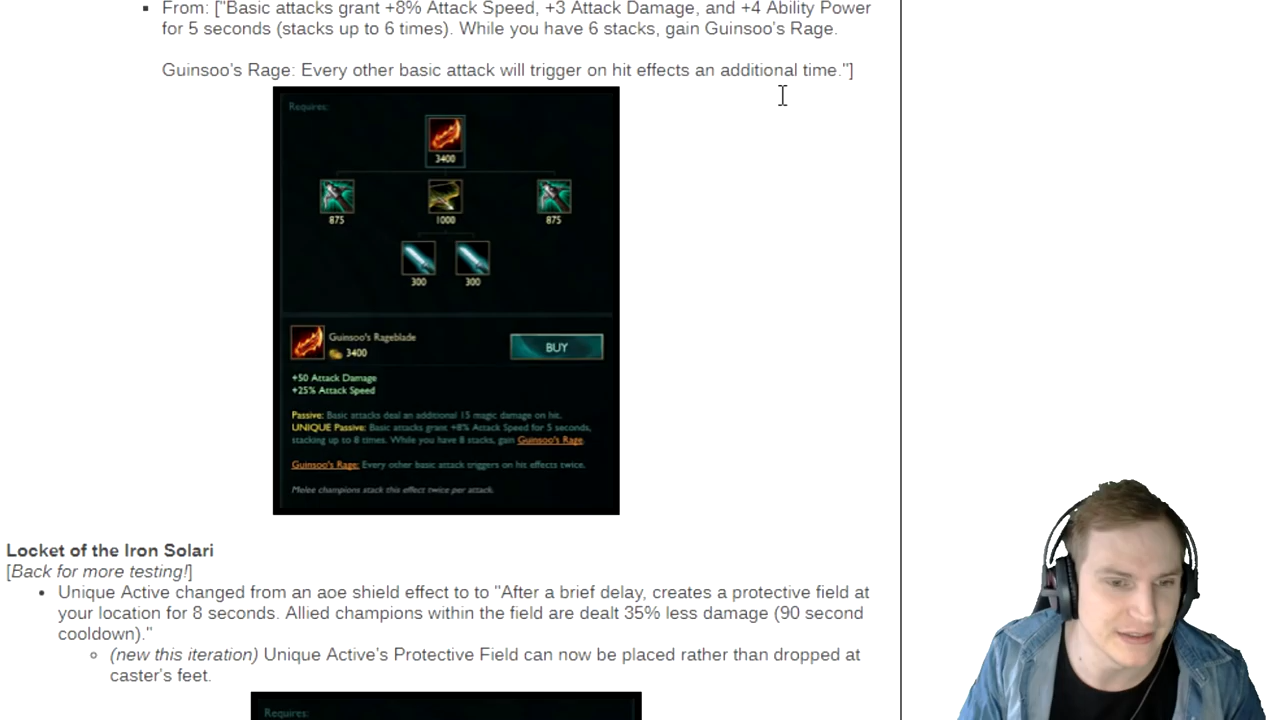 From: ["Basic attacks grant +8% Attack Speed, +3 Attack Damage, and +4 Ability Power
for 5 seconds (stacks up to 6 times). While you have 6 stacks, gain Guinsoo's Rage.
Guinsoo's Rage: Every other basic attack will trigger on hit effects an additional time."]
Requires:
3400
875
1000
875
300
300
Guinsoo's Rageblade
3400
BUY
+50 Attack Damage
+25% Attack Speed
Passive: Basic attacks deal an additional 15 magic damage on hit.
UNIQUE Passive: Basic attacks grant +8% Attack Speed for 5 seconds,
stacking up to 8 times. While you have 8 stacks, gain Guinsoo's Rage.
Guinsoo's Rage: Every other basic attack triggers on hit effects twice.
Melee champions stack this effect twice per attack.
Locket of the Iron Solari
[Back for more testing!]
Unique Active changed from an aoe shield effect to to "After a brief delay, creates a protective field at
your location for 8 seconds. Allied champions within the field are dealt 35% less damage (90 second
cooldown)."
(new this iteration) Unique Active's Protective Field can now be placed rather than dropped at
caster's feet.
Requires: